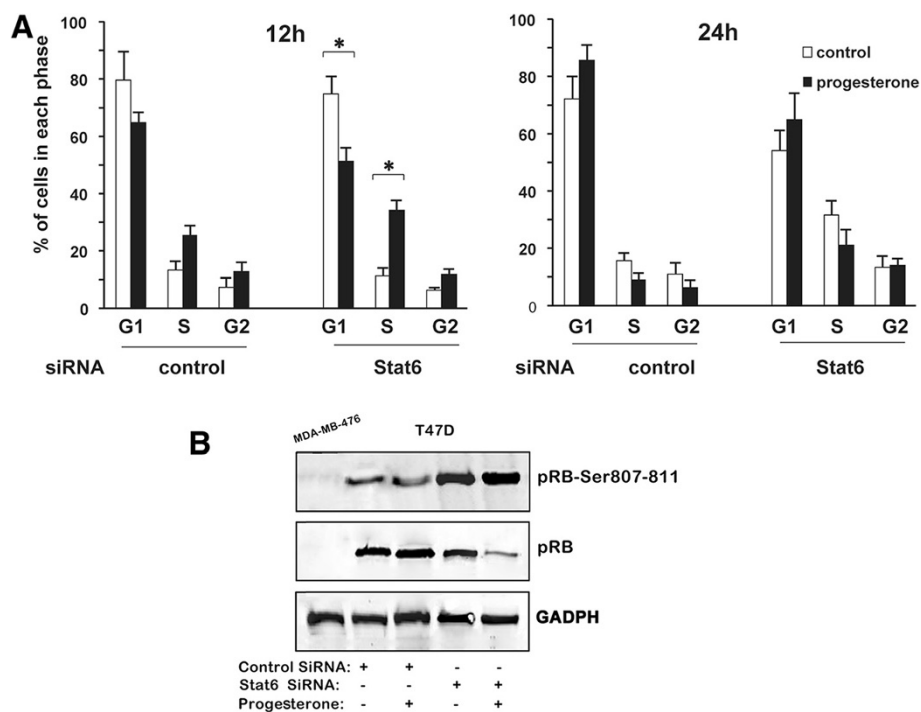 A
12h
24h
% of cells in each phase
100
80
60
40
20
0
*
*
G1 S G2 G1 S G2
siRNA control Stat6
100
80
60
40
20
0
control
progesterone
G1 S G2 G1 S G2
siRNA control Stat6
B
MDA-MB-476 T47D
pRB-Ser807-811
pRB
GADPH
Control SiRNA: + + - -
Stat6 SiRNA: - - + +
Progesterone: - + - +